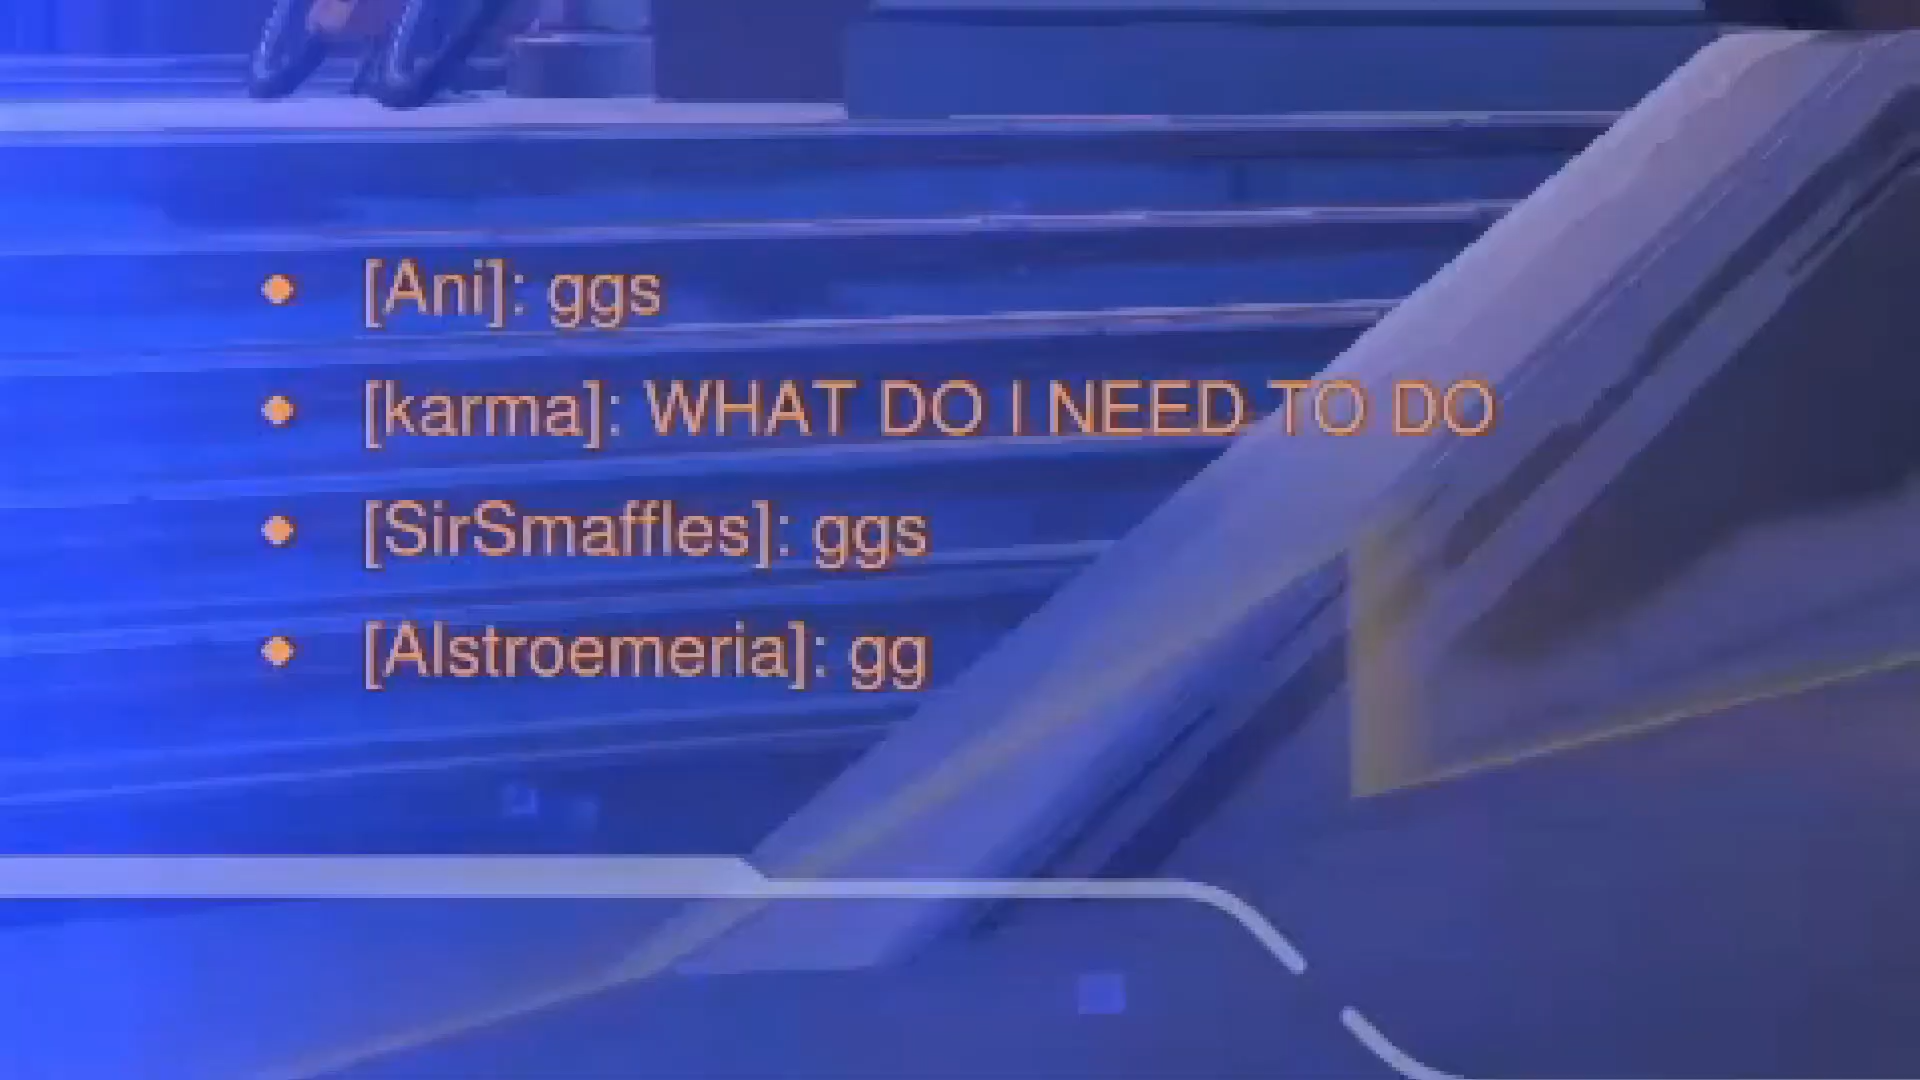 [Ani]: ggs
[karma]: WHAT DO I NEED TO DO
[SirSmaffles]: ggs
[Alstroemeria]: gg